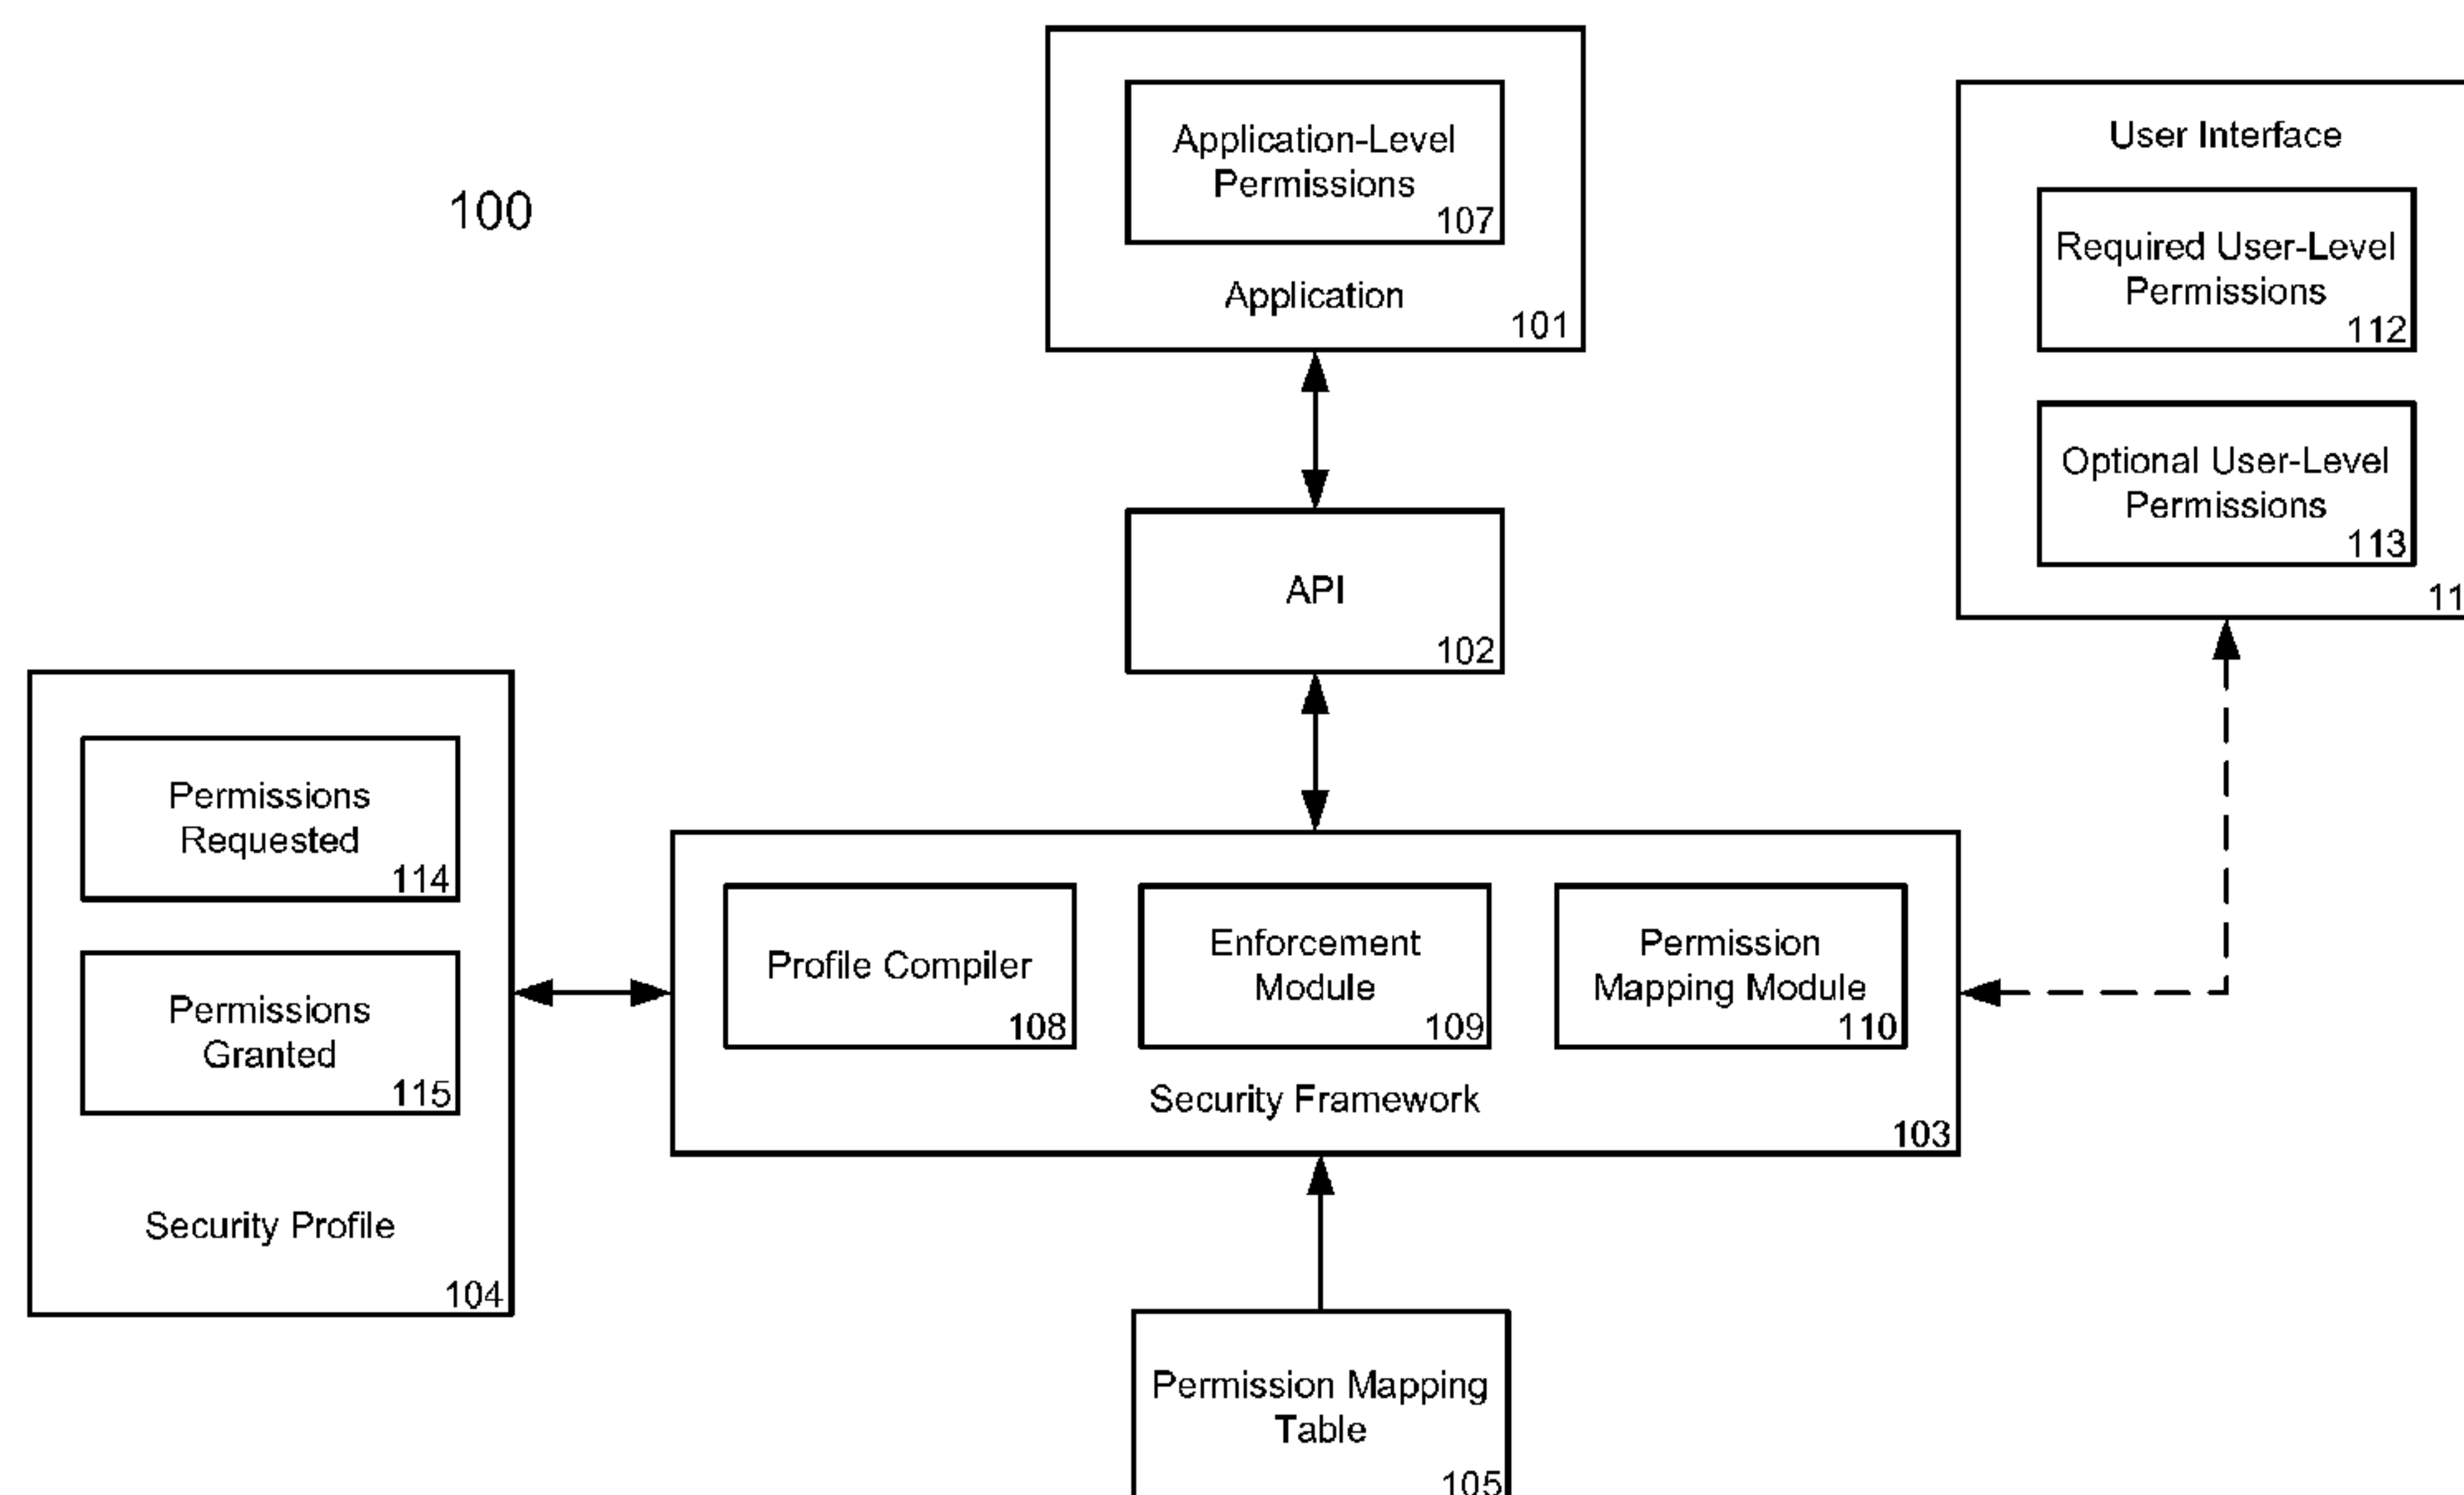 100
Application-Level
Permissions
107
Application
101
User Interface
Required User-Level
Permissions
112
Optional User-Level
Permissions
113
11
API
102
Permissions
Requested
114
Permissions
Granted
115
Security Profile
104
Profile Compiler
108
Enforcement
Module
109
Permission
Mapping Module
110
Security Framework
103
Permission Mapping
Table
105